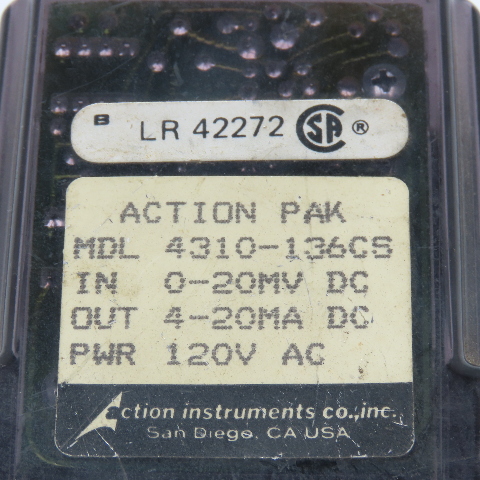 B LR 42272 SA ®
ACTION PAK
MDL 4310-136CS
IN 0-20MV DC
OUT 4-20MA DC
PWR 120V AC
Action instruments co., inc.
San Diego, CA USA